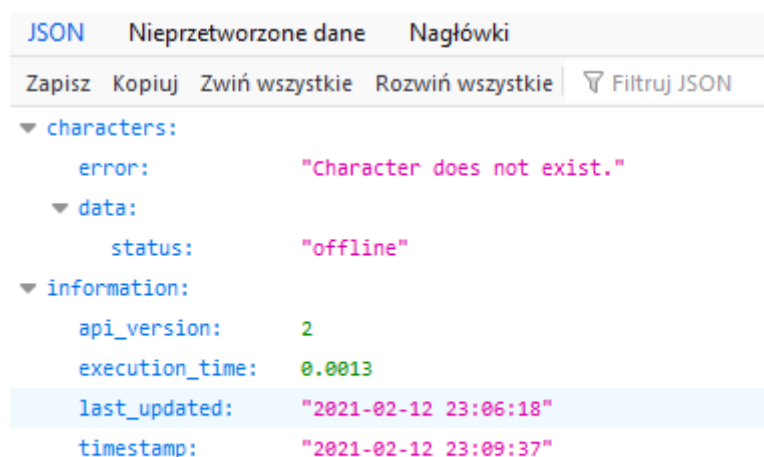 JSON Nieprzetworzone dane Nagłówki
Zapisz Kopiuj Zwiń wszystkie Rozwiń wszystkie Filtruj JSON
characters:
error: "Character does not exist."
data:
status: "offline"
information:
api_version: 2
execution_time: 0.0013
last_updated: "2021-02-12 23:06:18"
timestamp: "2021-02-12 23:09:37"